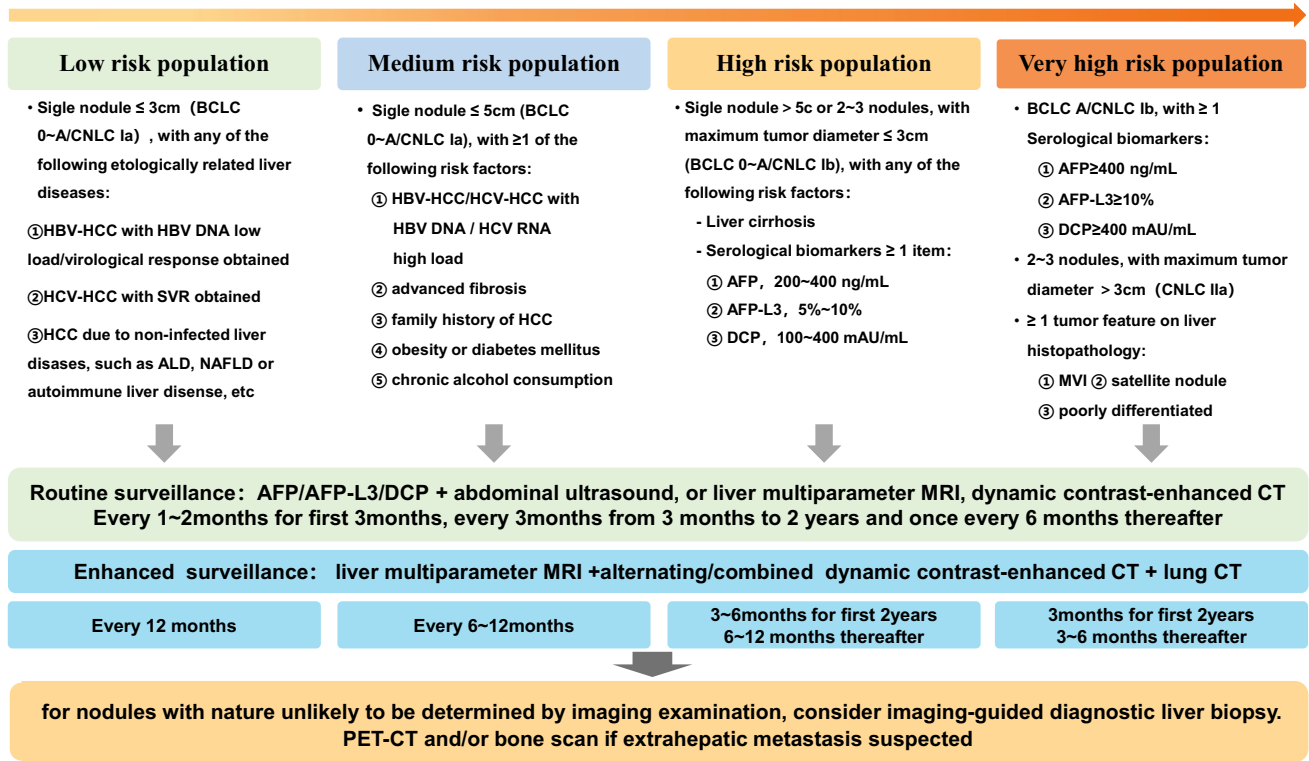 Low risk population
• Sigle nodule ≤ 3cm（BCLC
0~A/CNLC Ia）, with any of the
following etologically related liver
diseases:
①HBV-HCC with HBV DNA low
load/virological response obtained
②HCV-HCC with SVR obtained
③HCC due to non-infected liver
disases, such as ALD, NAFLD or
autoimmune liver disense, etc
Medium risk population
• Sigle nodule ≤ 5cm (BCLC
0~A/CNLC Ia), with ≥1 of the
following risk factors:
① HBV-HCC/HCV-HCC with
HBV DNA / HCV RNA
high load
② advanced fibrosis
③ family history of HCC
④ obesity or diabetes mellitus
⑤ chronic alcohol consumption
High risk population
• Sigle nodule > 5c or 2~3 nodules, with
maximum tumor diameter ≤ 3cm
(BCLC 0~A/CNLC Ib), with any of the
following risk factors：
- Liver cirrhosis
- Serological biomarkers ≥ 1 item：
① AFP，200~400 ng/mL
② AFP-L3，5%~10%
③ DCP，100~400 mAU/mL
Very high risk population
• BCLC A/CNLC Ib, with ≥ 1
Serological biomarkers：
① AFP≥400 ng/mL
② AFP-L3≥10%
③ DCP≥400 mAU/mL
• 2~3 nodules, with maximum tumor
diameter > 3cm（CNLC IIa）
• ≥ 1 tumor feature on liver
histopathology:
① MVI ② satellite nodule
③ poorly differentiated
Routine surveillance：AFP/AFP-L3/DCP + abdominal ultrasound, or liver multiparameter MRI, dynamic contrast-enhanced CT
Every 1~2months for first 3months, every 3months from 3 months to 2 years and once every 6 months thereafter
Enhanced surveillance： liver multiparameter MRI +alternating/combined dynamic contrast-enhanced CT + lung CT
Every 12 months
Every 6~12months
3~6months for first 2years
6~12 months thereafter
3months for first 2years
3~6 months thereafter
for nodules with nature unlikely to be determined by imaging examination, consider imaging-guided diagnostic liver biopsy.
PET-CT and/or bone scan if extrahepatic metastasis suspected